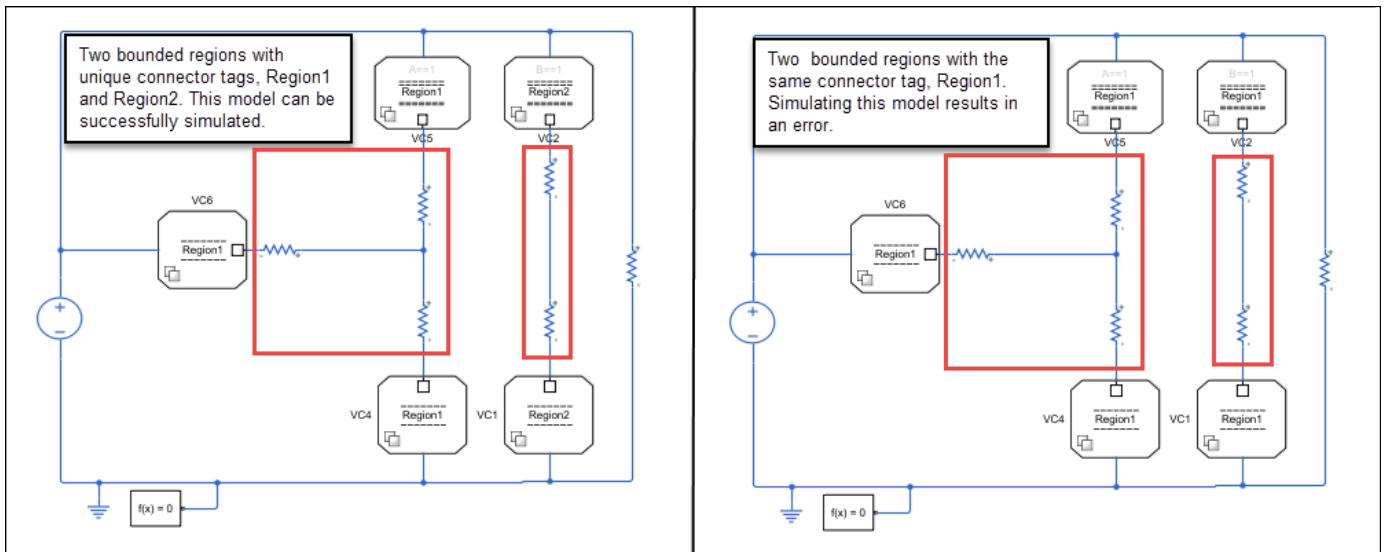 Two bounded regions with
unique connector tags, Region1
and Region2. This model can be
successfully simulated.
A==1
Region1
VC5
B==1
Region2
VC2
VC6
Region1
+
−
VC4
Region1
VC1
Region2
f(x) = 0
Two bounded regions with the
same connector tag, Region1.
Simulating this model results in
an error.
A==1
Region1
VC5
B==1
Region1
VC2
VC6
Region1
+
−
VC4
Region1
VC1
Region1
f(x) = 0